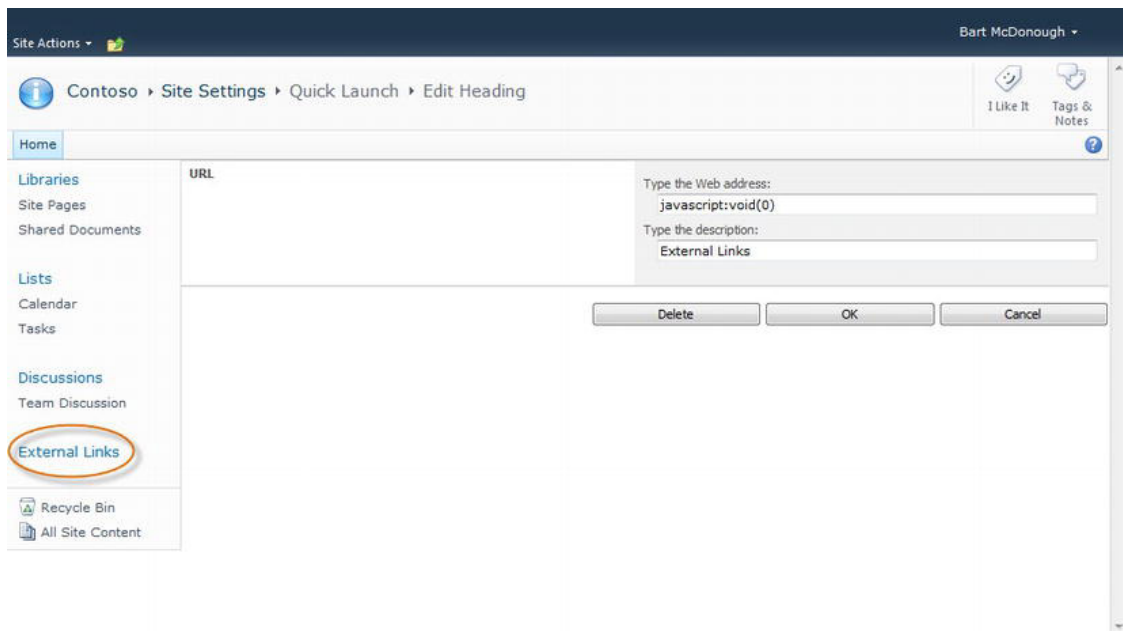 Bart McDonough
Site Actions
Contoso Site Settings Quick Launch Edit Heading
I Like It
Tags & Notes
Home
Libraries
Site Pages
Shared Documents
Lists
Calendar
Tasks
Discussions
Team Discussion
External Links
Recycle Bin
All Site Content
URL
Type the Web address:
javascript:void(0)
Type the description:
External Links
Delete OK Cancel